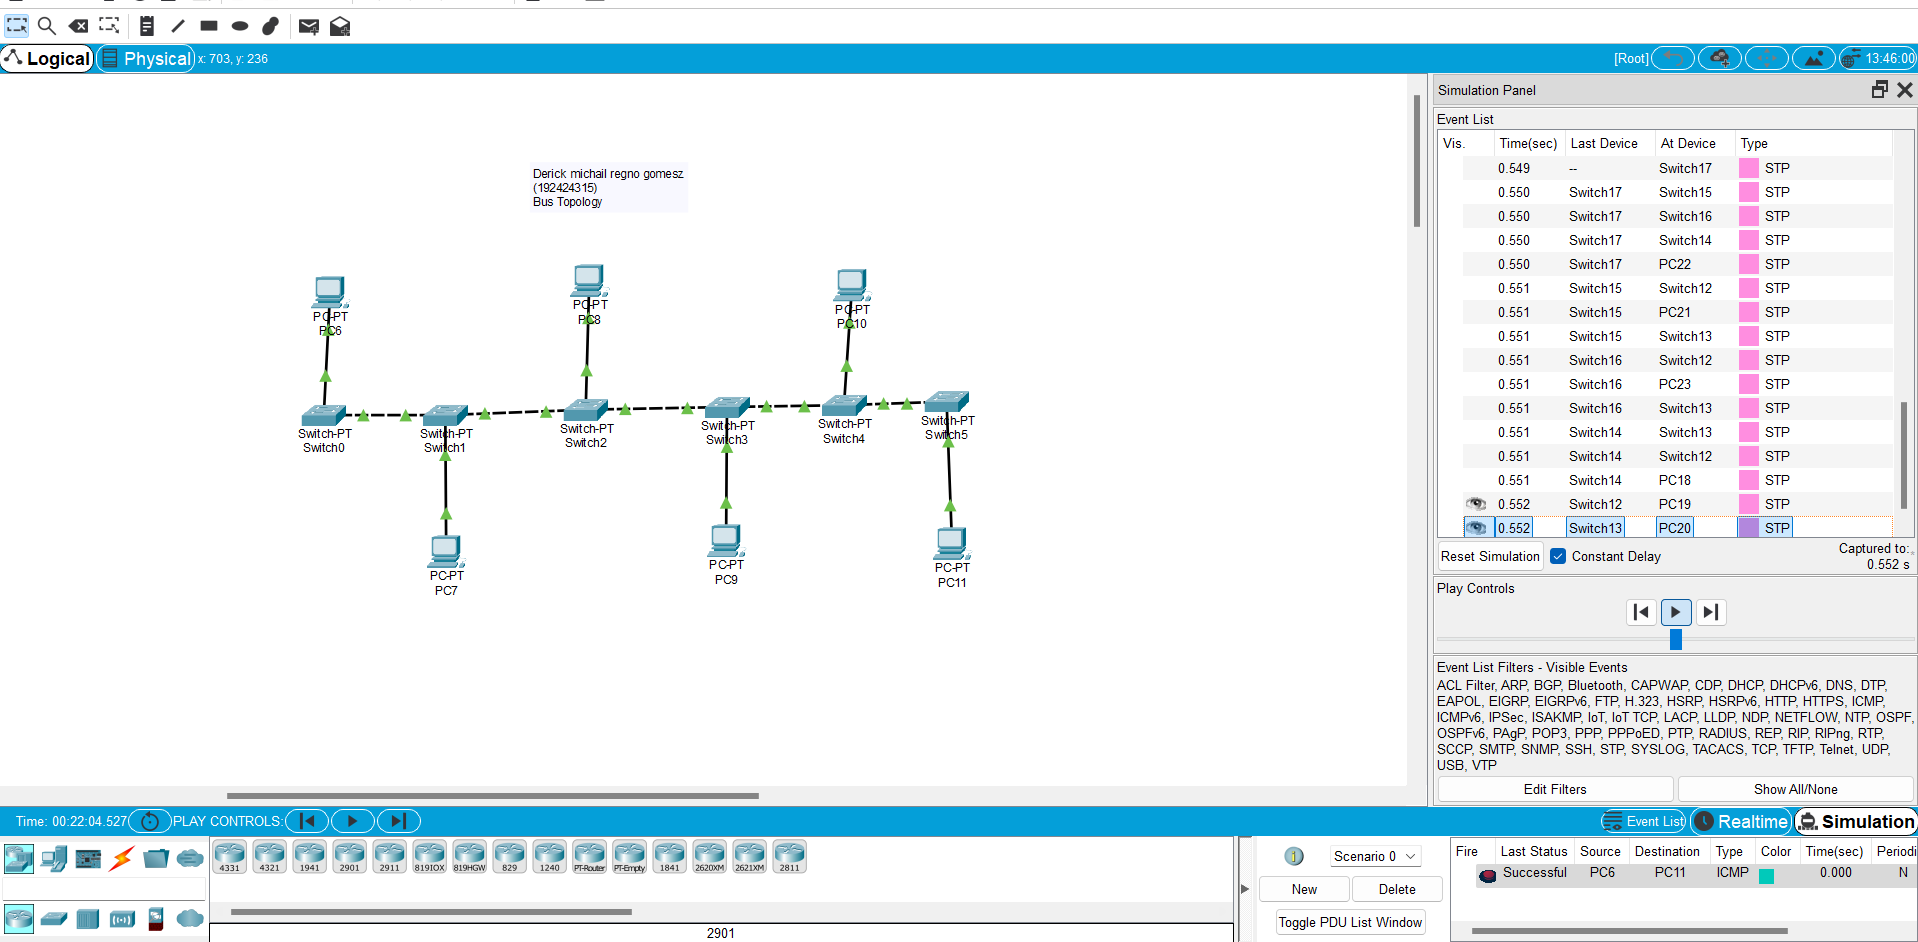 Logical
Physical
x: 703, y: 236
[Root]
13:46:00
Simulation Panel
Event List
Vis. Time(sec) Last Device At Device Type
0.549 -- Switch17 STP
0.550 Switch17 Switch15 STP
0.550 Switch17 Switch16 STP
0.550 Switch17 Switch14 STP
0.550 Switch17 PC22 STP
0.551 Switch15 Switch12 STP
0.551 Switch15 PC21 STP
0.551 Switch15 Switch13 STP
0.551 Switch16 Switch12 STP
0.551 Switch16 PC23 STP
0.551 Switch16 Switch13 STP
0.551 Switch14 Switch13 STP
0.551 Switch14 Switch12 STP
0.551 Switch14 PC18 STP
0.552 Switch12 PC19 STP
0.552 Switch13 PC20 STP
Reset Simulation
Constant Delay
Captured to:
0.552 s
Play Controls
Event List Filters - Visible Events
ACL Filter, ARP, BGP, Bluetooth, CAPWAP, CDP, DHCP, DHCPv6, DNS, DTP,
EAPOL, EIGRP, EIGRPv6, FTP, H.323, HSRP, HSRPv6, HTTP, HTTPS, ICMP,
ICMPv6, IPSec, ISAKMP, IoT, IoT TCP, LACP, LLDP, NDP, NETFLOW, NTP, OSPF,
OSPFv6, PAgP, POP3, PPP, PPPoED, PTP, RADIUS, REP, RIP, RIPng, RTP,
SCCP, SMTP, SNMP, SSH, STP, SYSLOG, TACACS, TCP, TFTP, Telnet, UDP,
USB, VTP
Edit Filters
Show All/None
Derick michail regno gomesz
(192424315)
Bus Topology
PC-PT
PC6
PC-PT
PC8
PC-PT
PC10
Switch-PT
Switch0
Switch-PT
Switch1
Switch-PT
Switch2
Switch-PT
Switch3
Switch-PT
Switch4
Switch-PT
Switch5
PC-PT
PC7
PC-PT
PC9
PC-PT
PC11
Time: 00:22:04.527
PLAY CONTROLS:
Event List
Realtime
Simulation
4331 4321 1941 2901 2911 819IOX 819HGW 829 1240 PT-Router PT-Empty 1841 2620XM 2621XM 2811
2901
Scenario 0
New
Delete
Toggle PDU List Window
Fire Last Status Source Destination Type Color Time(sec) Periodi
Successful PC6 PC11 ICMP 0.000 N